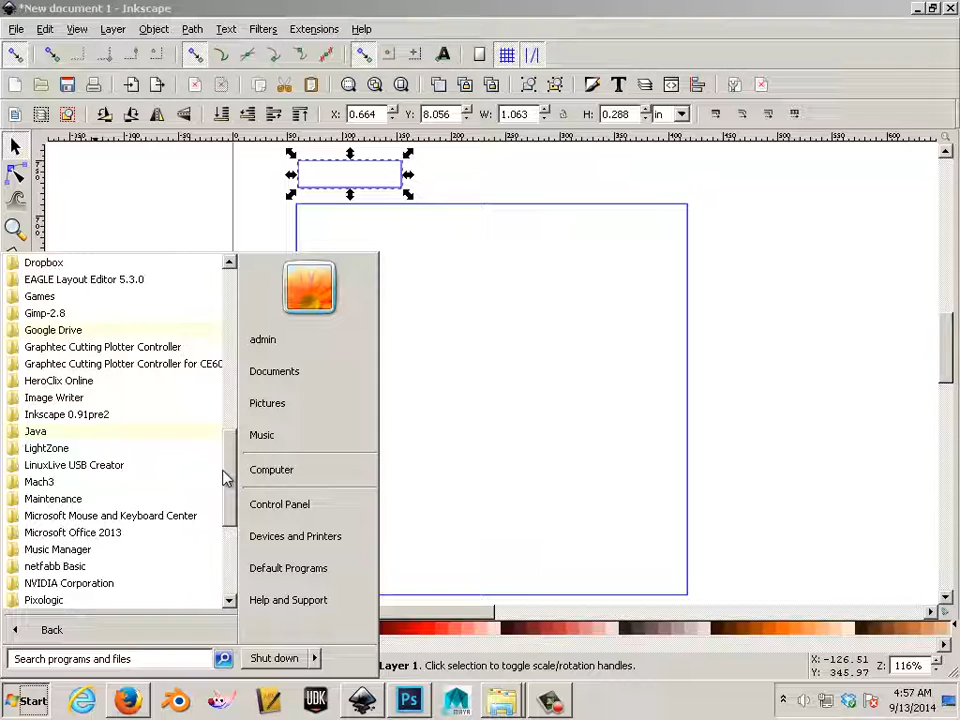 *New document 1 - Inkscape
File Edit View Layer Object Path Text Filters Extensions Help
X: 0.664 Y: 8.056 W: 1.063 H: 0.288 in
Dropbox
EAGLE Layout Editor 5.3.0
Games
Gimp-2.8
Google Drive
Graphtec Cutting Plotter Controller
Graphtec Cutting Plotter Controller for CE60
HeroClix Online
Image Writer
Inkscape 0.91pre2
Java
LightZone
LinuxLive USB Creator
Mach3
Maintenance
Microsoft Mouse and Keyboard Center
Microsoft Office 2013
Music Manager
netfabb Basic
NVIDIA Corporation
Pixologic
Back
Search programs and files
admin
Documents
Pictures
Music
Computer
Control Panel
Devices and Printers
Default Programs
Help and Support
Shut down
Layer 1. Click selection to toggle scale/rotation handles.
X: -126.51
Y: 345.97
Z: 116%
Start
UDK
Ps
MAYA
4:57 AM
9/13/2014